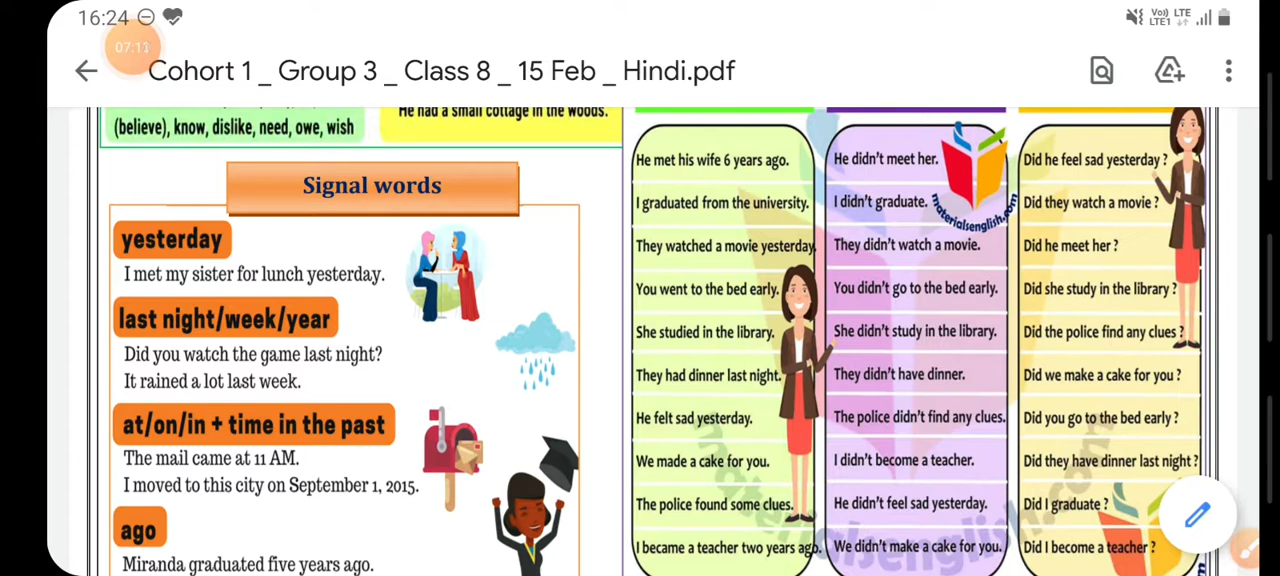 16:24
Vo) LTE
LTE1
07:11
Cohort 1 _ Group 3 _ Class 8 _ 15 Feb _ Hindi.pdf
(believe), know, dislike, need, owe, wish
He had a small cottage in the woods.
Signal words
yesterday
I met my sister for lunch yesterday.
last night/week/year
Did you watch the game last night?
It rained a lot last week.
at/on/in + time in the past
The mail came at 11 AM.
I moved to this city on September 1, 2015.
ago
Miranda graduated five years ago.
He met his wife 6 years ago.
I graduated from the university.
They watched a movie yesterday.
You went to the bed early.
She studied in the library.
They had dinner last night.
He felt sad yesterday.
We made a cake for you.
The police found some clues.
I became a teacher two years ago.
He didn't meet her.
I didn't graduate.
They didn't watch a movie.
You didn't go to the bed early.
She didn't study in the library.
They didn't have dinner.
The police didn't find any clues.
I didn't become a teacher.
He didn't feel sad yesterday.
We didn't make a cake for you.
materialsenglish.com
Did he feel sad yesterday ?
Did they watch a movie ?
Did he meet her ?
Did she study in the library ?
Did the police find any clues ?
Did we make a cake for you ?
Did you go to the bed early ?
Did they have dinner last night ?
Did I graduate ?
Did I become a teacher ?
materialsenglish.com